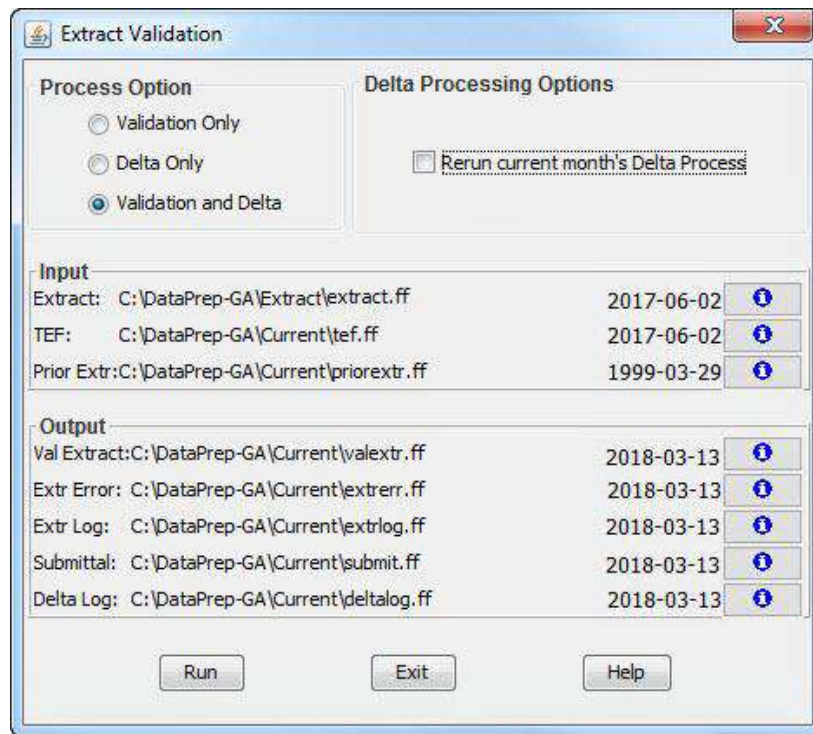 Extract Validation
Process Option
Validation Only
Delta Only
Validation and Delta
Delta Processing Options
Rerun current month's Delta Process
Input
Extract: C:\DataPrep-GA\Extract\extract.ff 2017-06-02
TEF: C:\DataPrep-GA\Current\tef.ff 2017-06-02
Prior Extr:C:\DataPrep-GA\Current\priorextr.ff 1999-03-29
Output
Val Extract:C:\DataPrep-GA\Current\valextr.ff 2018-03-13
Extr Error: C:\DataPrep-GA\Current\extrerr.ff 2018-03-13
Extr Log: C:\DataPrep-GA\Current\extrlog.ff 2018-03-13
Submittal: C:\DataPrep-GA\Current\submit.ff 2018-03-13
Delta Log: C:\DataPrep-GA\Current\deltalog.ff 2018-03-13
Run Exit Help